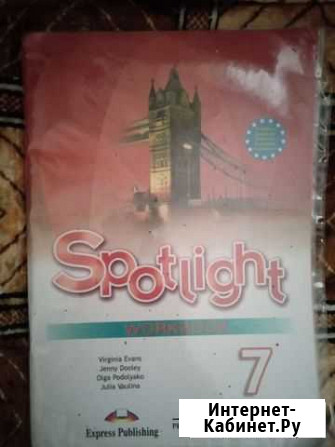 Spotlight
WORKBOOK
Virginia Evans
Jenny Dooley
Olga Podolyako
Julia Vaulina
7
Express Publishing
Интернет-
Кабинет.Ру